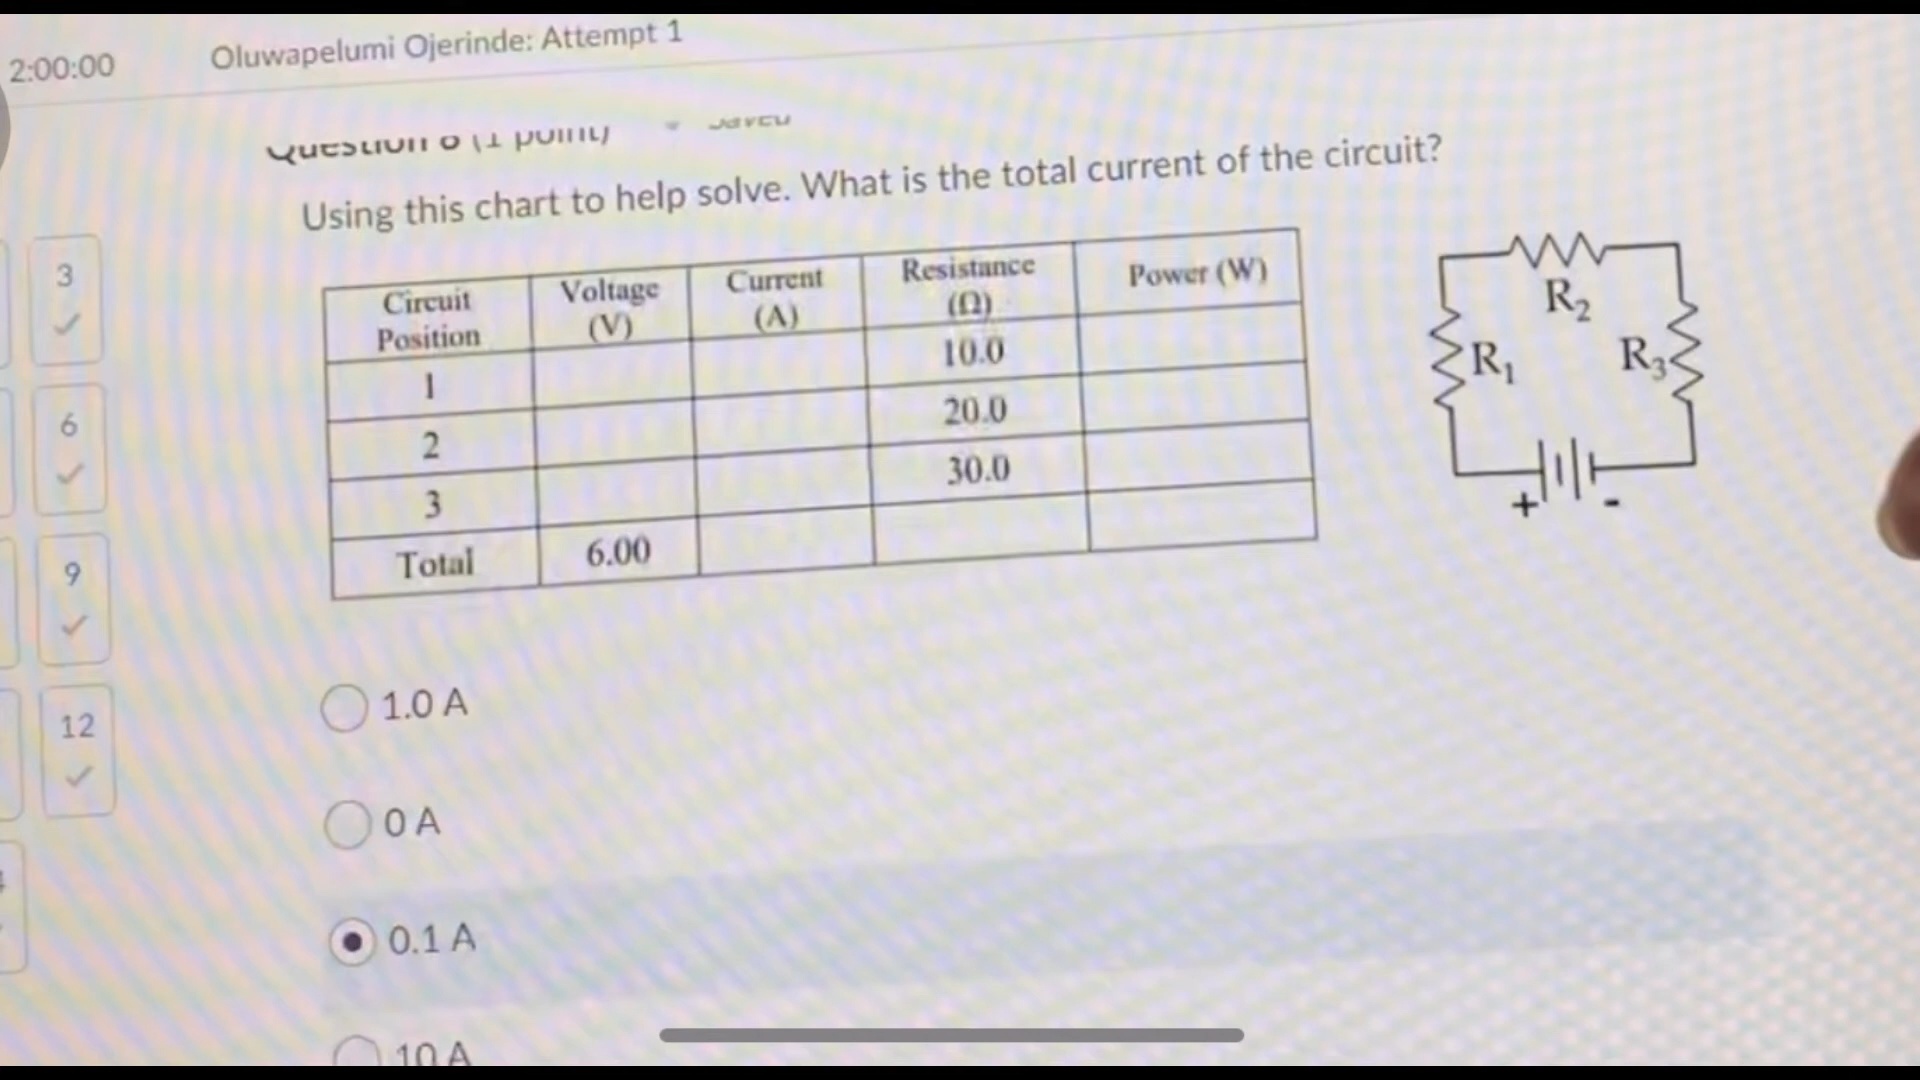 2:00:00
Oluwapelumi Ojerinde: Attempt 1
Using this chart to help solve. What is the total current of the circuit?
Circuit Position
Voltage (V)
Current (A)
Resistance (Ω)
Power (W)
1
10.0
2
20.0
3
30.0
Total
6.00
R1
R2
R3
+
-
3
6
9
12
1.0 A
0 A
0.1 A
10 A